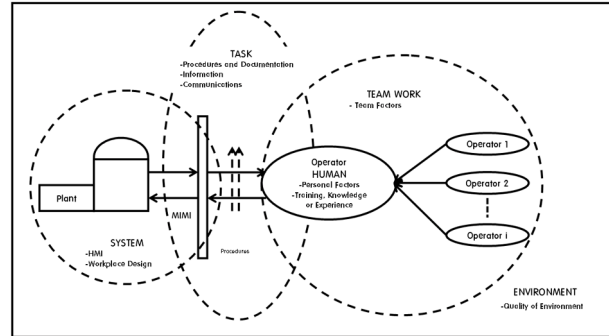 TASK
-Procedures and Documentation
-Information
-Communications
TEAM WORK
- Team Factors
Operator
HUMAN
-Personal Factors
-Training, Knowledge
or Experience
Operator 1
Operator 2
Operator i
Plant
MIMI
Procedures
SYSTEM
-HMI
-Workplace Design
ENVIRONMENT
-Quality of Environment